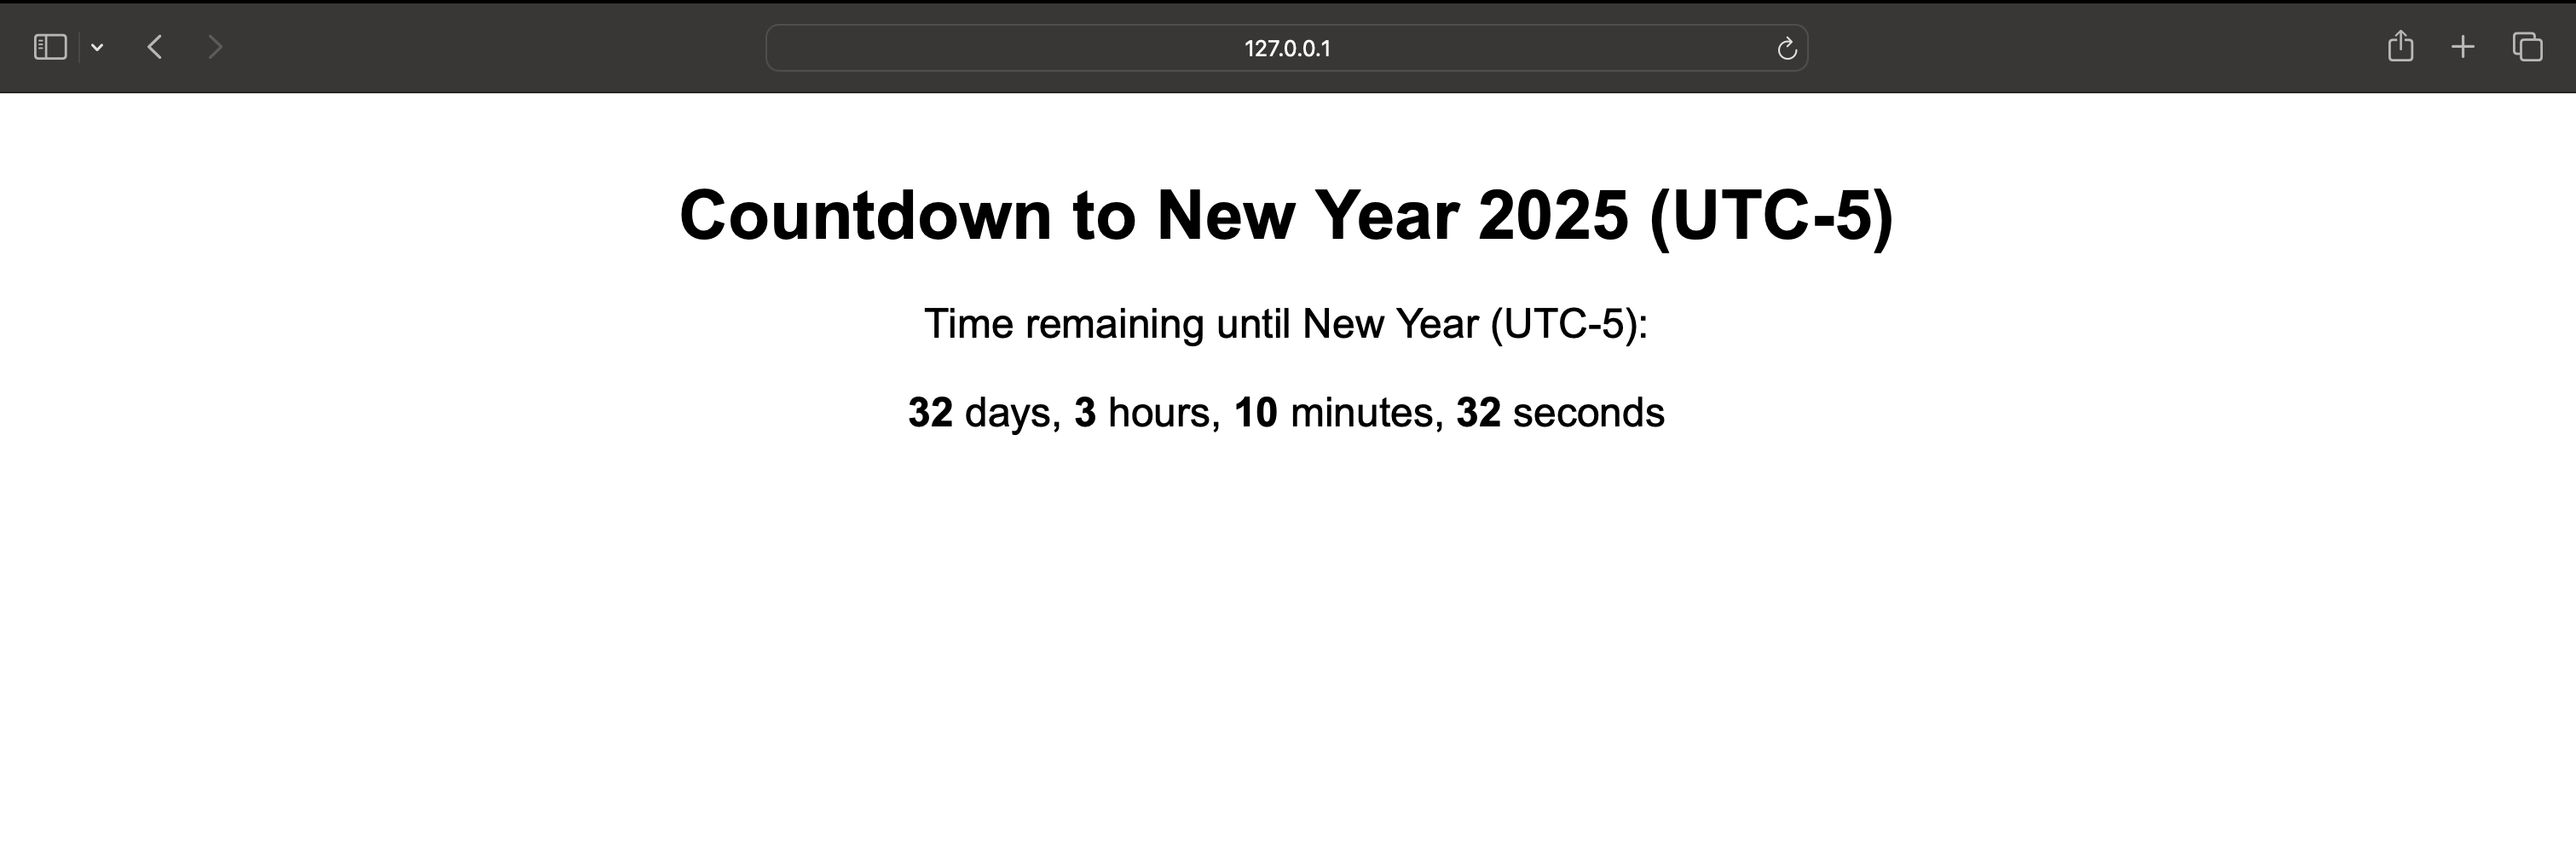 127.0.0.1
Countdown to New Year 2025 (UTC-5)
Time remaining until New Year (UTC-5):
32 days, 3 hours, 10 minutes, 32 seconds